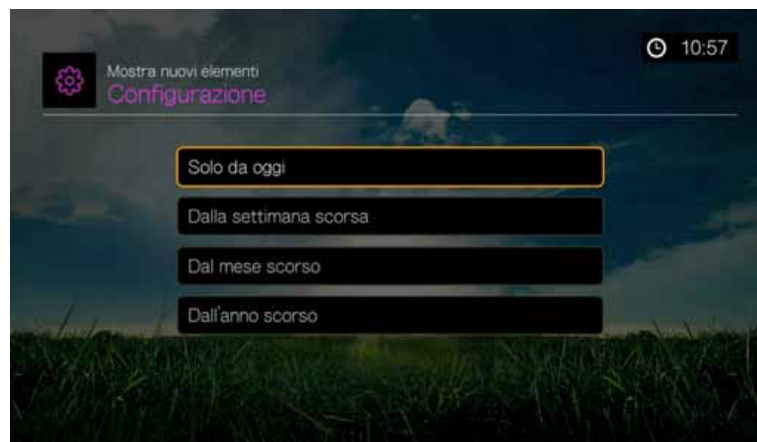 10:57
Mostra nuovi elementi
Configurazione
Solo da oggi
Dalla settimana scorsa
Dal mese scorso
Dall'anno scorso